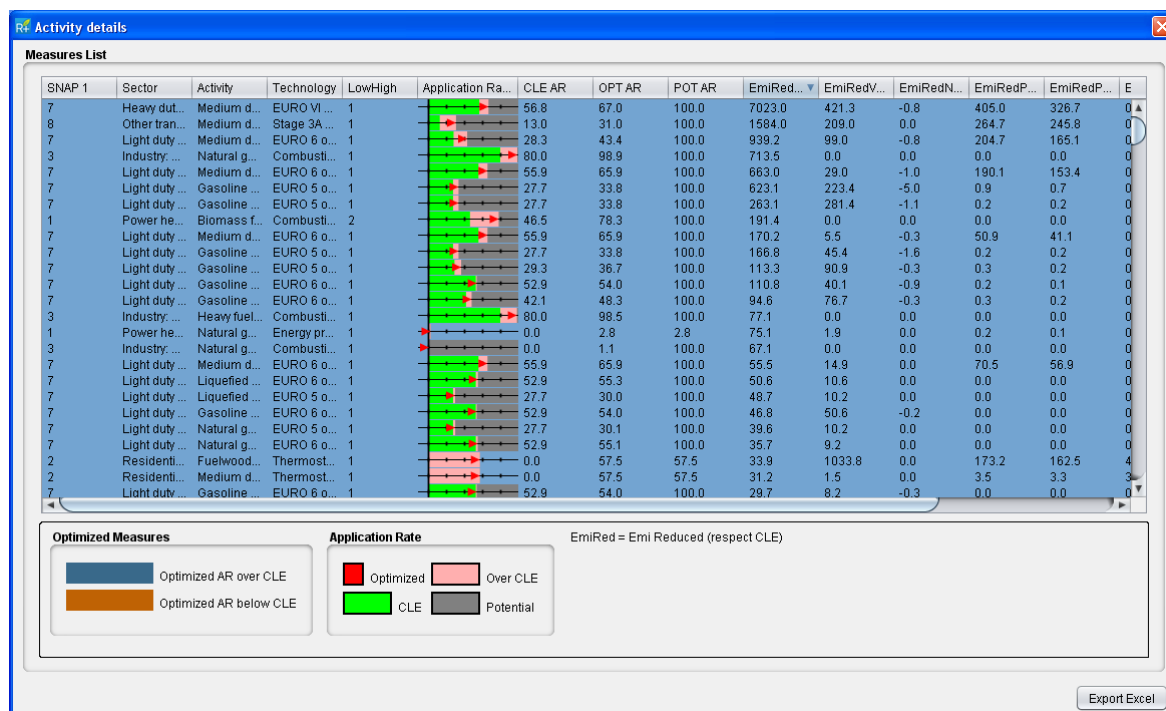 R+ Activity details
Measures List
SNAP 1 Sector Activity Technology LowHigh Application Ra... CLE AR OPT AR POT AR EmiRed... EmiRedV... EmiRedN... EmiRedP... EmiRedP... E
7 Heavy dut... Medium d... EURO VI ... 1 56.8 67.0 100.0 7023.0 421.3 -0.8 405.0 326.7 0
8 Other tran... Medium d... Stage 3A ... 1 13.0 31.0 100.0 1584.0 209.0 0.0 264.7 245.8 0
7 Light duty ... Medium d... EURO 6 o... 1 28.3 43.4 100.0 939.2 99.0 -0.8 204.7 165.1 0
3 Industry: ... Natural g... Combusti... 1 80.0 98.9 100.0 713.5 0.0 0.0 0.0 0.0 0
7 Light duty ... Medium d... EURO 6 o... 1 55.9 65.9 100.0 663.0 29.0 -1.0 190.1 153.4 0
7 Light duty ... Gasoline ... EURO 5 o... 1 27.7 33.8 100.0 623.1 223.4 -5.0 0.9 0.7 0
7 Light duty ... Gasoline ... EURO 5 o... 1 27.7 33.8 100.0 263.1 281.4 -1.1 0.2 0.2 0
1 Power he... Biomass f... Combusti... 2 46.5 78.3 100.0 191.4 0.0 0.0 0.0 0.0 0
7 Light duty ... Medium d... EURO 6 o... 1 55.9 65.9 100.0 170.2 5.5 -0.3 50.9 41.1 0
7 Light duty ... Gasoline ... EURO 5 o... 1 27.7 33.8 100.0 166.8 45.4 -1.6 0.2 0.2 0
7 Light duty ... Gasoline ... EURO 5 o... 1 29.3 36.7 100.0 113.3 90.9 -0.3 0.3 0.2 0
7 Light duty ... Gasoline ... EURO 6 o... 1 52.9 54.0 100.0 110.8 40.1 -0.9 0.2 0.1 0
7 Light duty ... Gasoline ... EURO 6 o... 1 42.1 48.3 100.0 94.6 76.7 -0.3 0.3 0.2 0
3 Industry: ... Heavy fuel... Combusti... 1 80.0 98.5 100.0 77.1 0.0 0.0 0.0 0.0 0
1 Power he... Natural g... Energy pr... 1 0.0 2.8 2.8 75.1 1.9 0.0 0.2 0.1 0
3 Industry: ... Natural g... Combusti... 1 0.0 1.1 100.0 67.1 0.0 0.0 0.0 0.0 0
7 Light duty ... Medium d... EURO 6 o... 1 55.9 65.9 100.0 55.5 14.9 0.0 70.5 56.9 0
7 Light duty ... Liquefied ... EURO 6 o... 1 52.9 55.3 100.0 50.6 10.6 0.0 0.0 0.0 0
7 Light duty ... Liquefied ... EURO 5 o... 1 27.7 30.0 100.0 48.7 10.2 0.0 0.0 0.0 0
7 Light duty ... Gasoline ... EURO 6 o... 1 52.9 54.0 100.0 46.8 50.6 -0.2 0.0 0.0 0
7 Light duty ... Natural g... EURO 5 o... 1 27.7 30.1 100.0 39.6 10.2 0.0 0.0 0.0 0
7 Light duty ... Natural g... EURO 6 o... 1 52.9 55.1 100.0 35.7 9.2 0.0 0.0 0.0 0
2 Residenti... Fuelwood... Thermost... 1 0.0 57.5 57.5 33.9 1033.8 0.0 173.2 162.5 4
2 Residenti... Medium d... Thermost... 1 0.0 57.5 57.5 31.2 1.5 0.0 3.5 3.3 3
7 Light duty ... Gasoline ... EURO 6 o... 1 52.9 54.0 100.0 29.7 8.2 -0.3 0.0 0.0 0
Optimized Measures Application Rate EmiRed = Emi Reduced (respect CLE)
Optimized AR over CLE Optimized Over CLE
Optimized AR below CLE CLE Potential
Export Excel